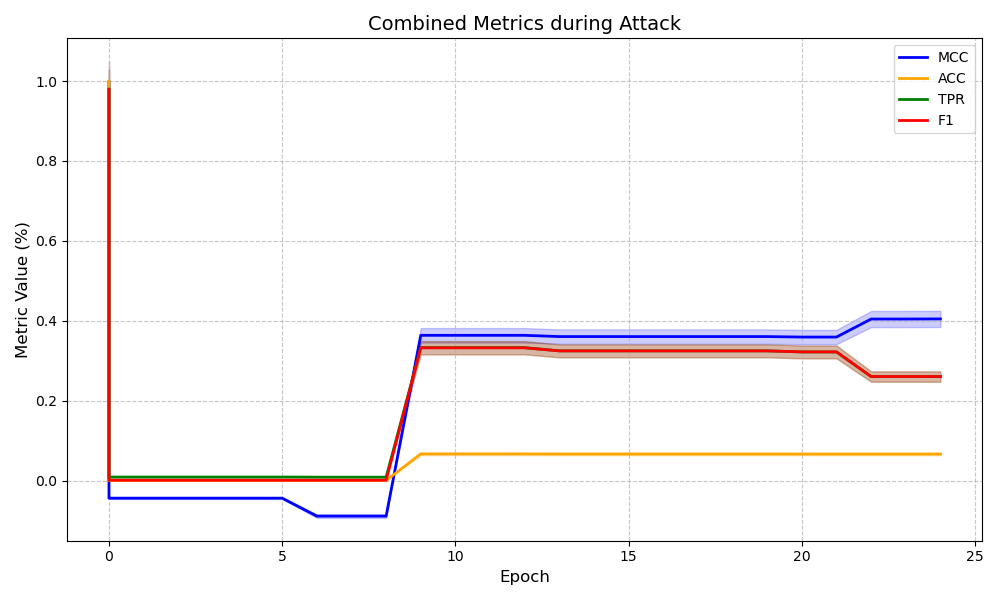 Combined Metrics during Attack
MCC
ACC
TPR
F1
Metric Value (%)
1.0
0.8
0.6
0.4
0.2
0.0
0 5 10 15 20 25
Epoch